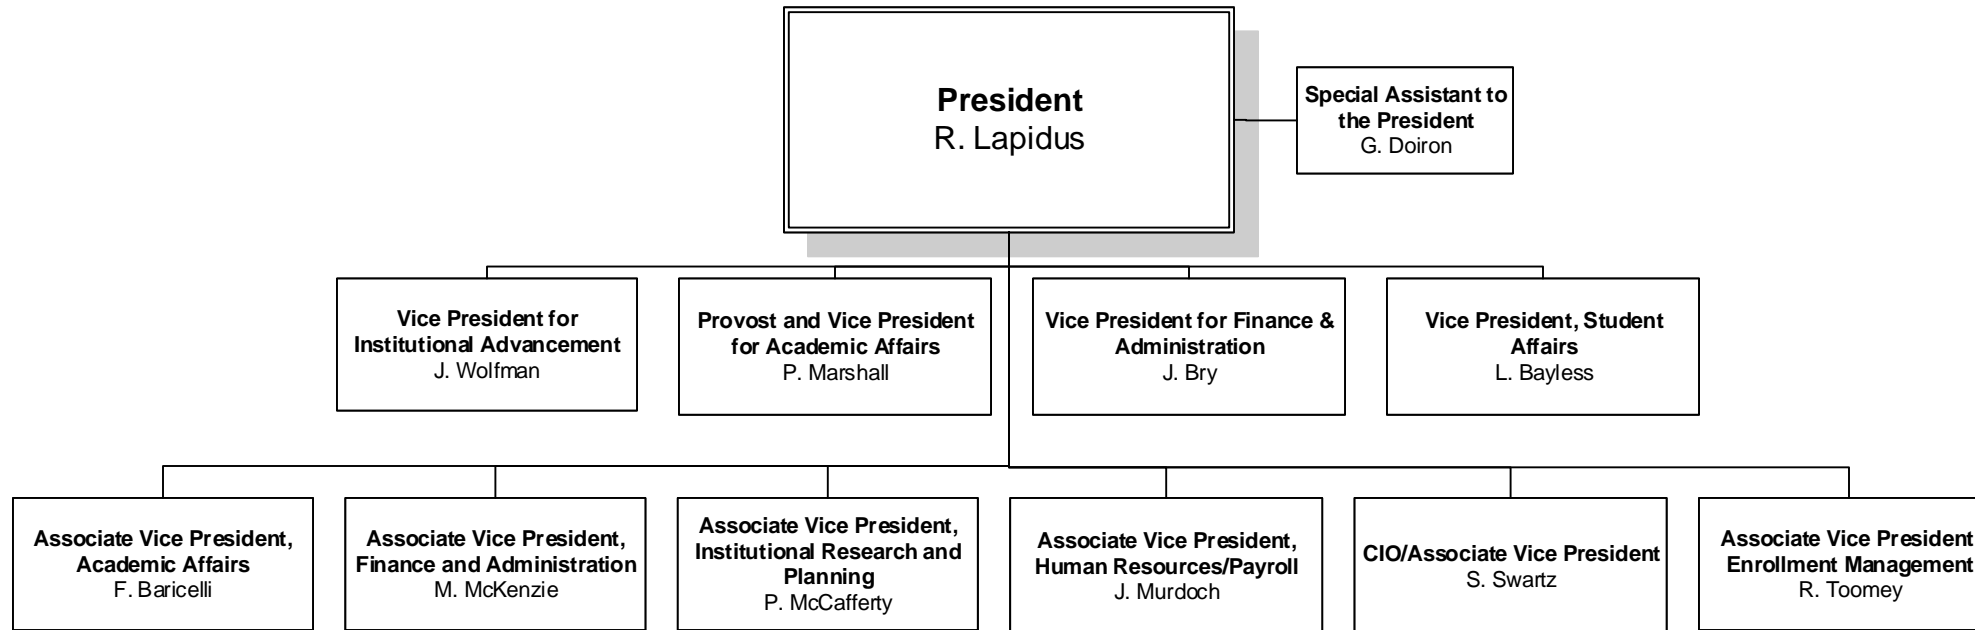 President
R. Lapidus
Special Assistant to
the President
G. Doiron
Vice President for
Institutional Advancement
J. Wolfman
Provost and Vice President
for Academic Affairs
P. Marshall
Vice President for Finance &
Administration
J. Bry
Vice President, Student
Affairs
L. Bayless
Associate Vice President,
Academic Affairs
F. Baricelli
Associate Vice President,
Finance and Administration
M. McKenzie
Associate Vice President,
Institutional Research and
Planning
P. McCafferty
Associate Vice President,
Human Resources/Payroll
J. Murdoch
CIO/Associate Vice President
S. Swartz
Associate Vice President
Enrollment Management
R. Toomey